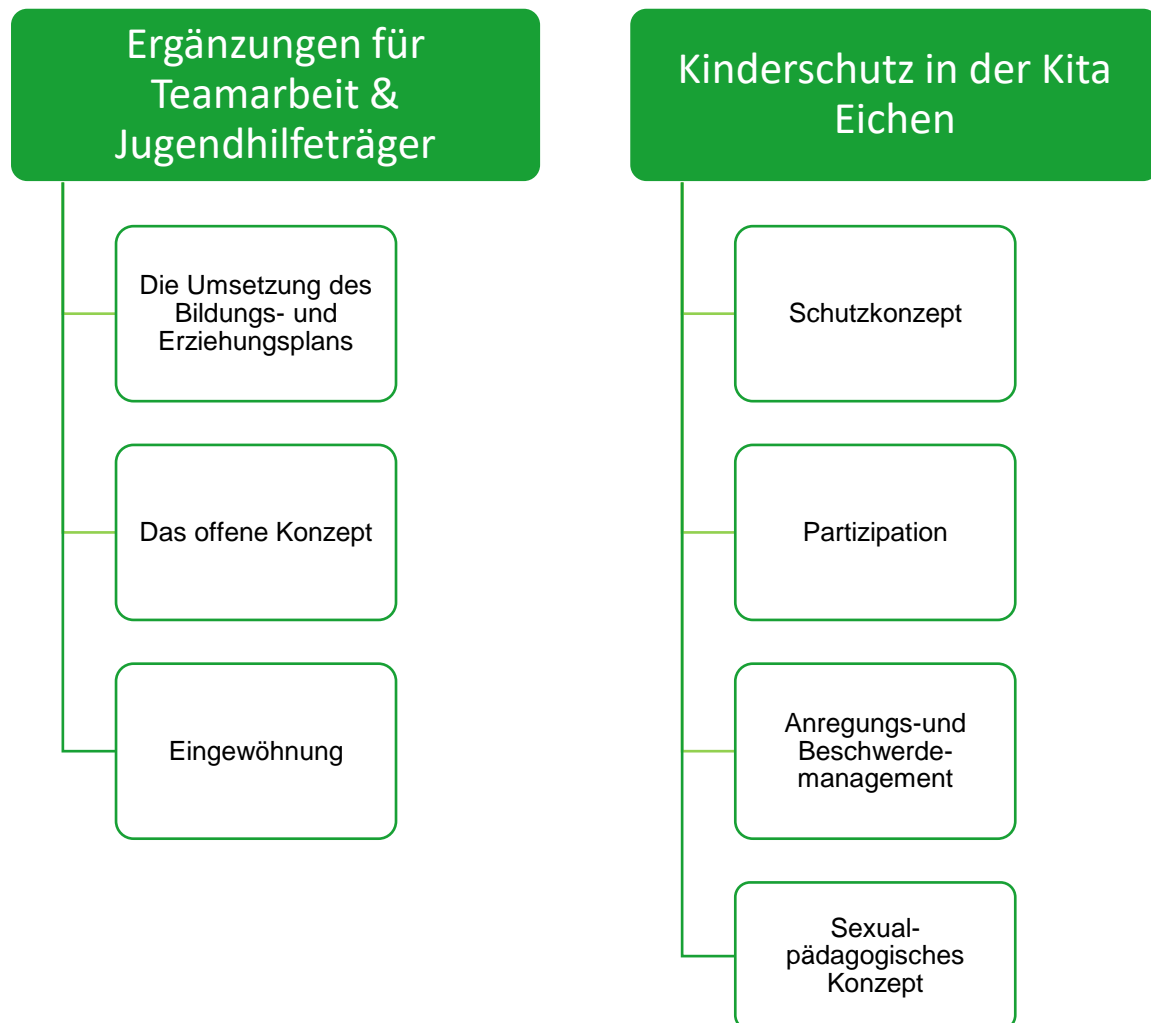 Ergänzungen für
Teamarbeit &
Jugendhilfeträger
Die Umsetzung des
Bildungs- und
Erziehungsplans
Das offene Konzept
Eingewöhnung
Kinderschutz in der Kita
Eichen
Schutzkonzept
Partizipation
Anregungs-und
Beschwerde-
management
Sexual-
pädagogisches
Konzept